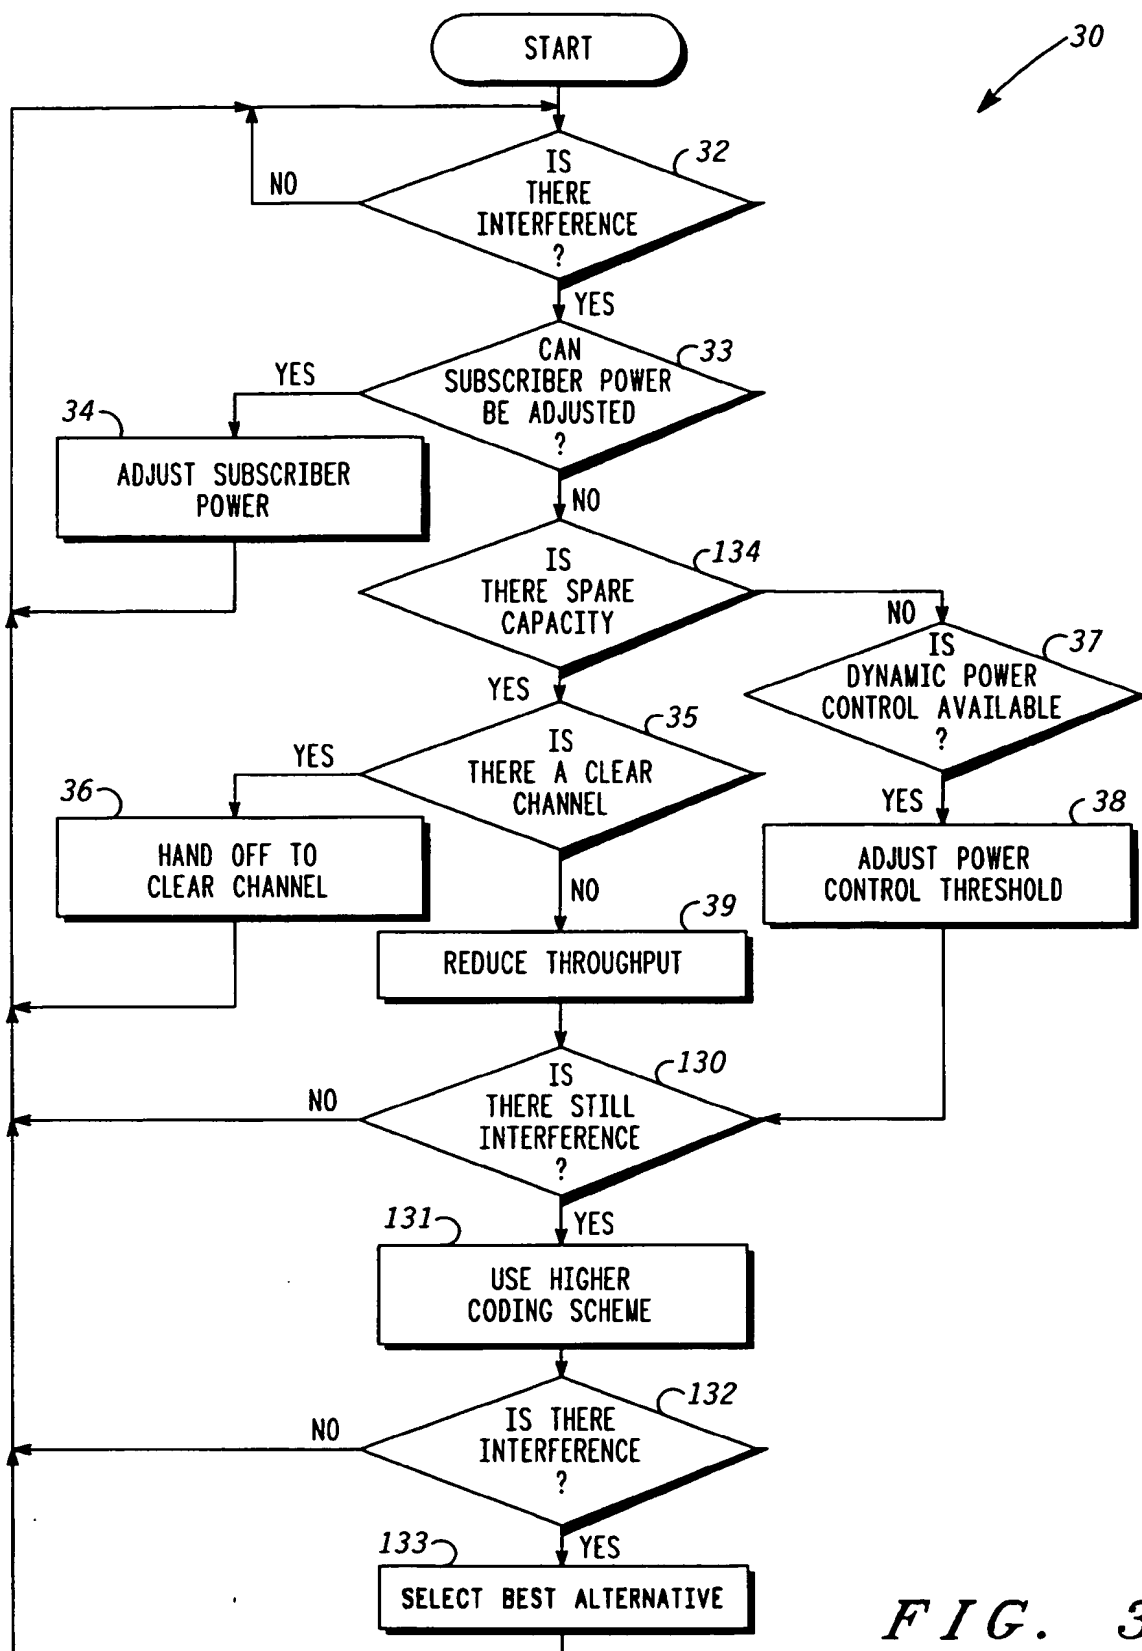 START
30
IS
THERE
INTERFERENCE
?
32
NO
YES
CAN
SUBSCRIBER POWER
BE ADJUSTED
?
33
YES
34
ADJUST SUBSCRIBER
POWER
NO
IS
THERE SPARE
CAPACITY
134
NO
IS
DYNAMIC POWER
CONTROL AVAILABLE
?
37
YES
IS
THERE A CLEAR
CHANNEL
35
YES
36
HAND OFF TO
CLEAR CHANNEL
YES
38
ADJUST POWER
CONTROL THRESHOLD
NO
39
REDUCE THROUGHPUT
IS
THERE STILL
INTERFERENCE
?
130
NO
YES
131
USE HIGHER
CODING SCHEME
IS THERE
INTERFERENCE
?
132
NO
YES
133
SELECT BEST ALTERNATIVE
FIG. 3